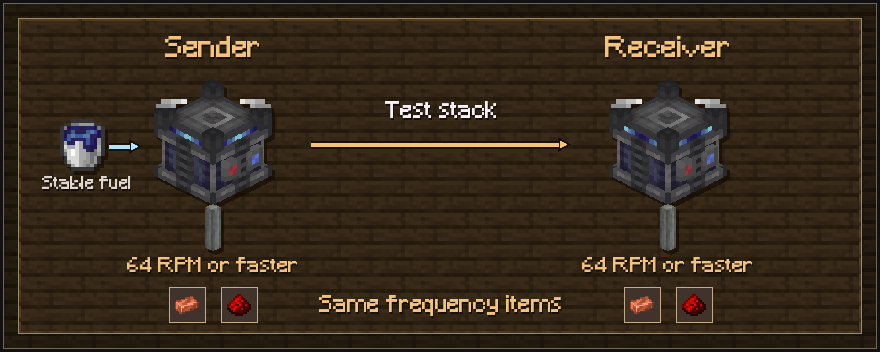 Sender
Receiver
Test stack
Stable fuel
64 RPM or faster
64 RPM or faster
Same frequency items